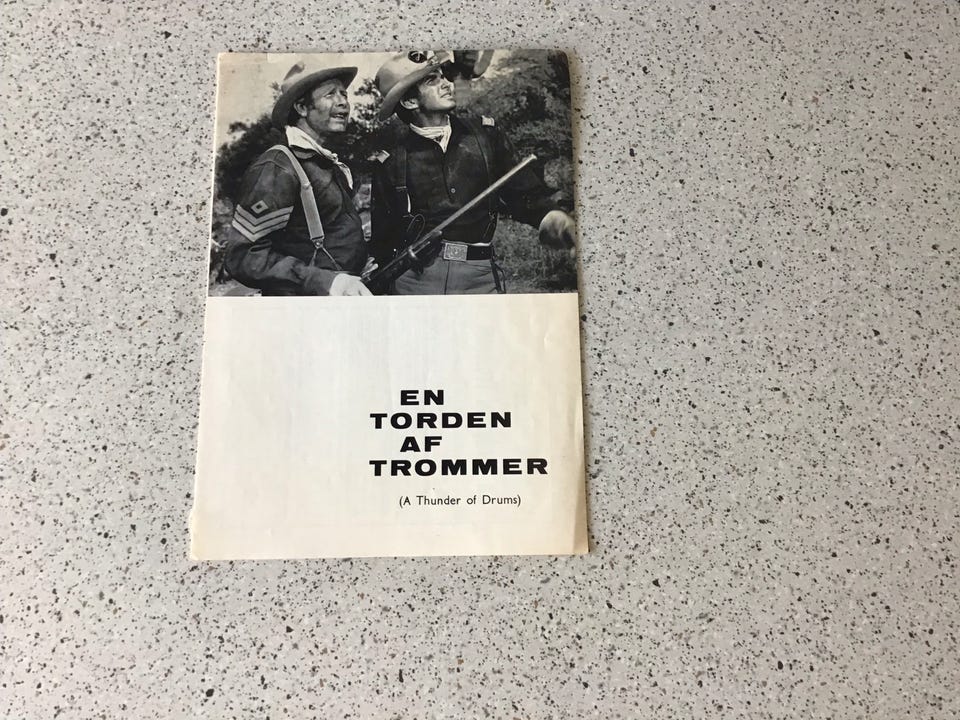 EN
TORDEN
AF
TROMMER
(A Thunder of Drums)